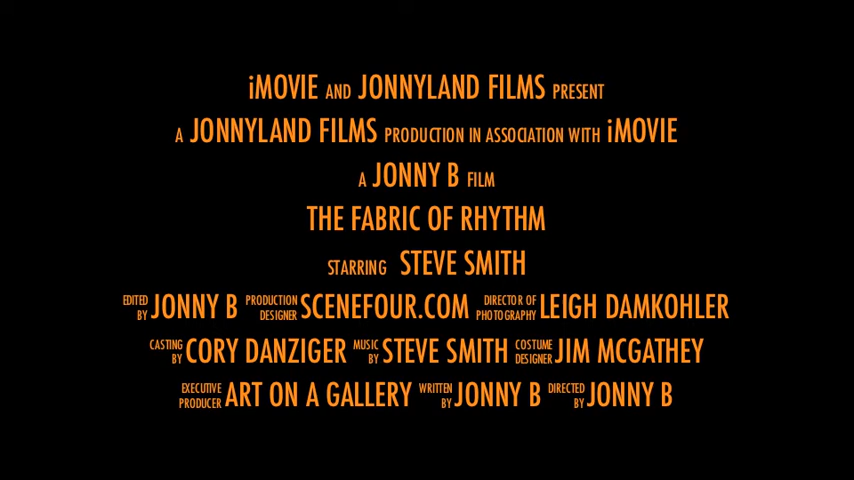 iMOVIE AND JONNYLAND FILMS PRESENT
A JONNYLAND FILMS PRODUCTION IN ASSOCIATION WITH iMOVIE
A JONNY B FILM
THE FABRIC OF RHYTHM
STARRING STEVE SMITH
EDITED BY JONNY B PRODUCTION DESIGNER SCENEFOUR.COM DIRECTOR OF PHOTOGRAPHY LEIGH DAMKOHLER
CASTING BY CORY DANZIGER MUSIC BY STEVE SMITH COSTUME DESIGNER JIM MCGATHEY
EXECUTIVE PRODUCER ART ON A GALLERY WRITTEN BY JONNY B DIRECTED BY JONNY B